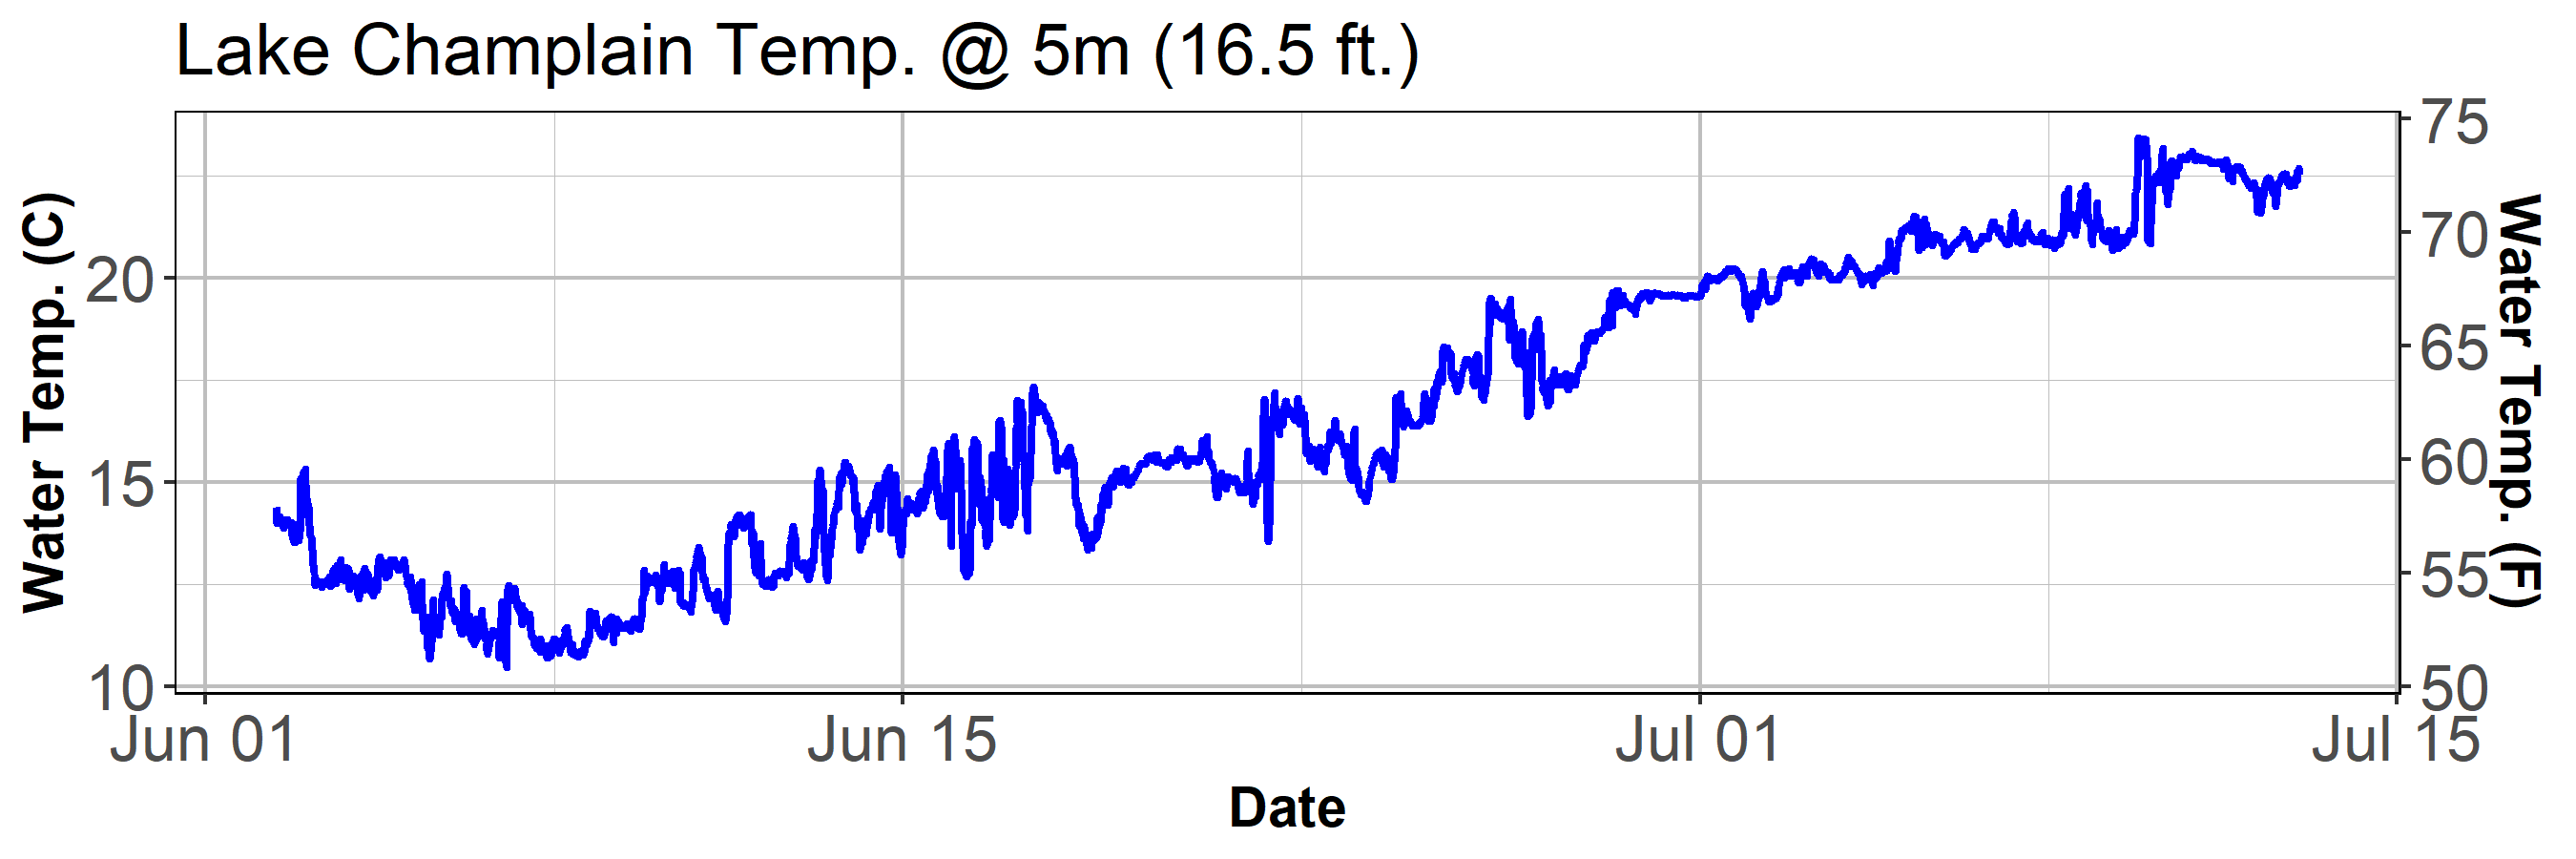 Lake Champlain Temp. @ 5m (16.5 ft.)
Water Temp. (C)
20
15
10
75
70
65
60
55
50
Water Temp. (F)
Jun 01 Jun 15 Jul 01 Jul 15
Date